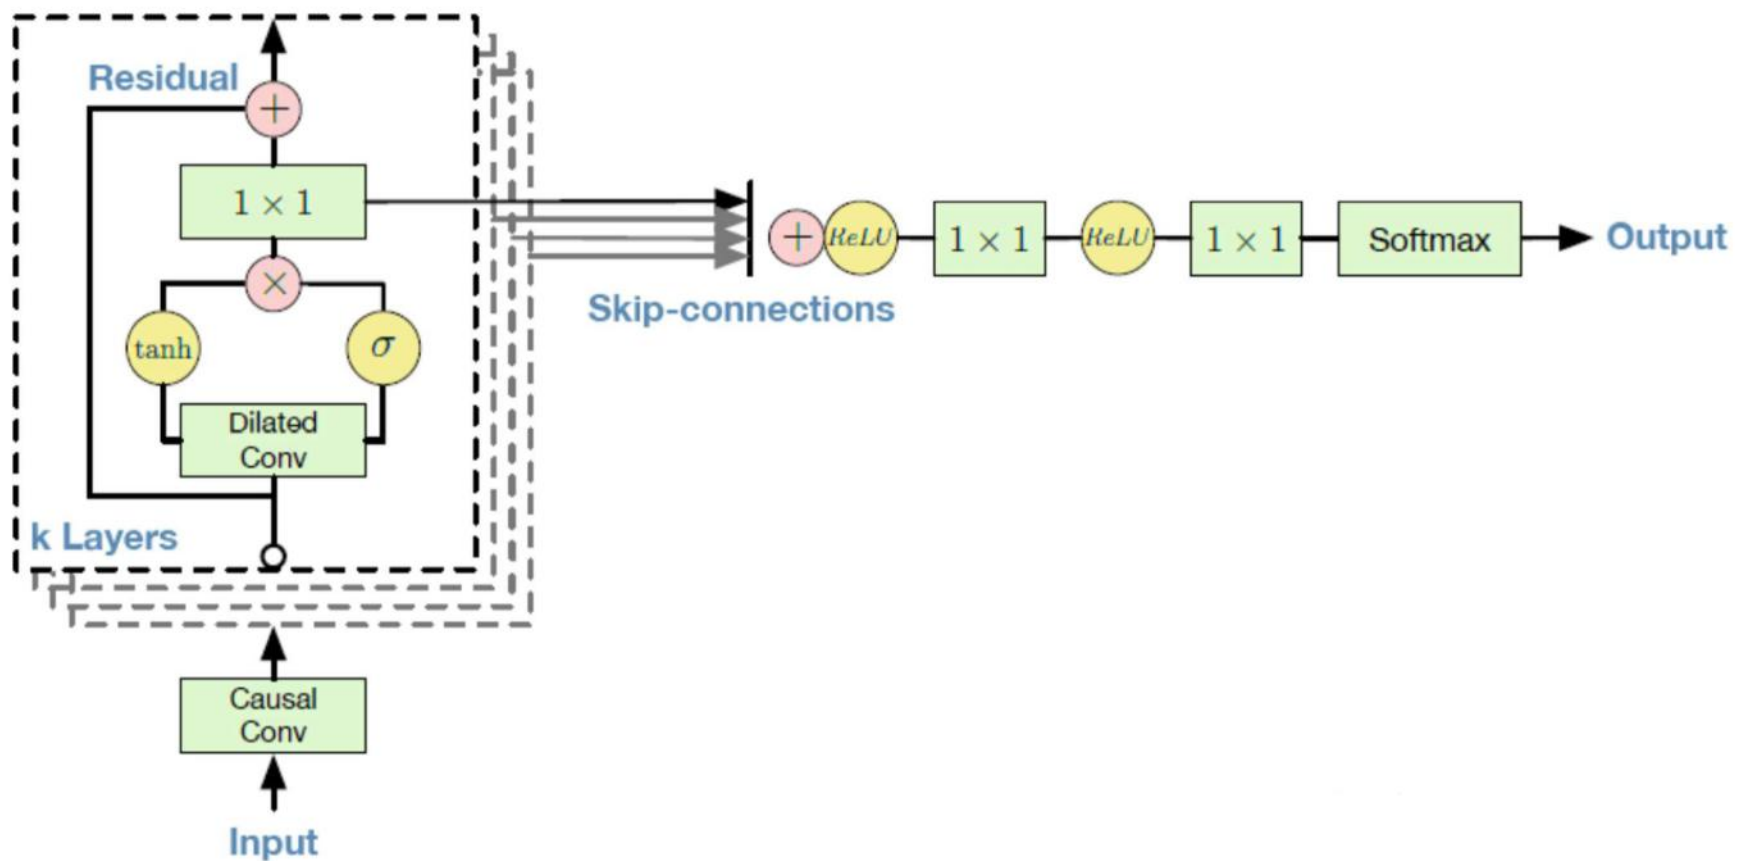 Residual
+
1 × 1
×
tanh
σ
Dilated
Conv
k Layers
Causal
Conv
Input
Skip-connections
+
ReLU
1 × 1
ReLU
1 × 1
Softmax
Output